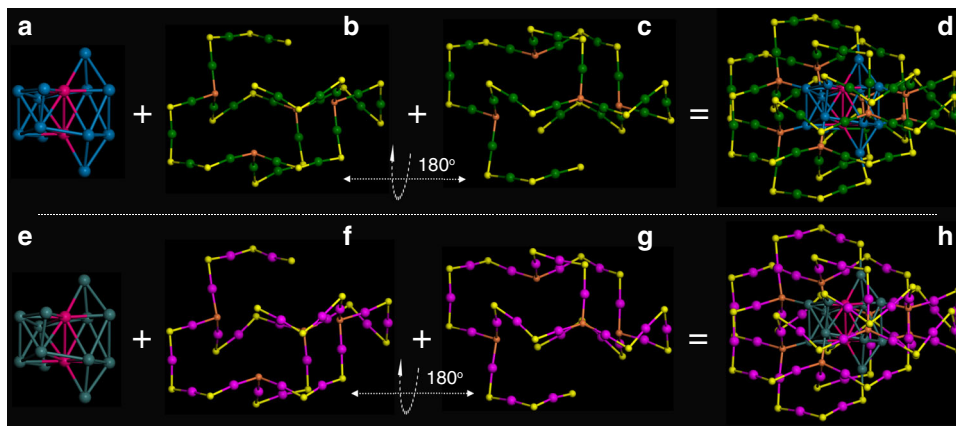 a b c d
+ + =
180°
e f g h
+ + =
180°